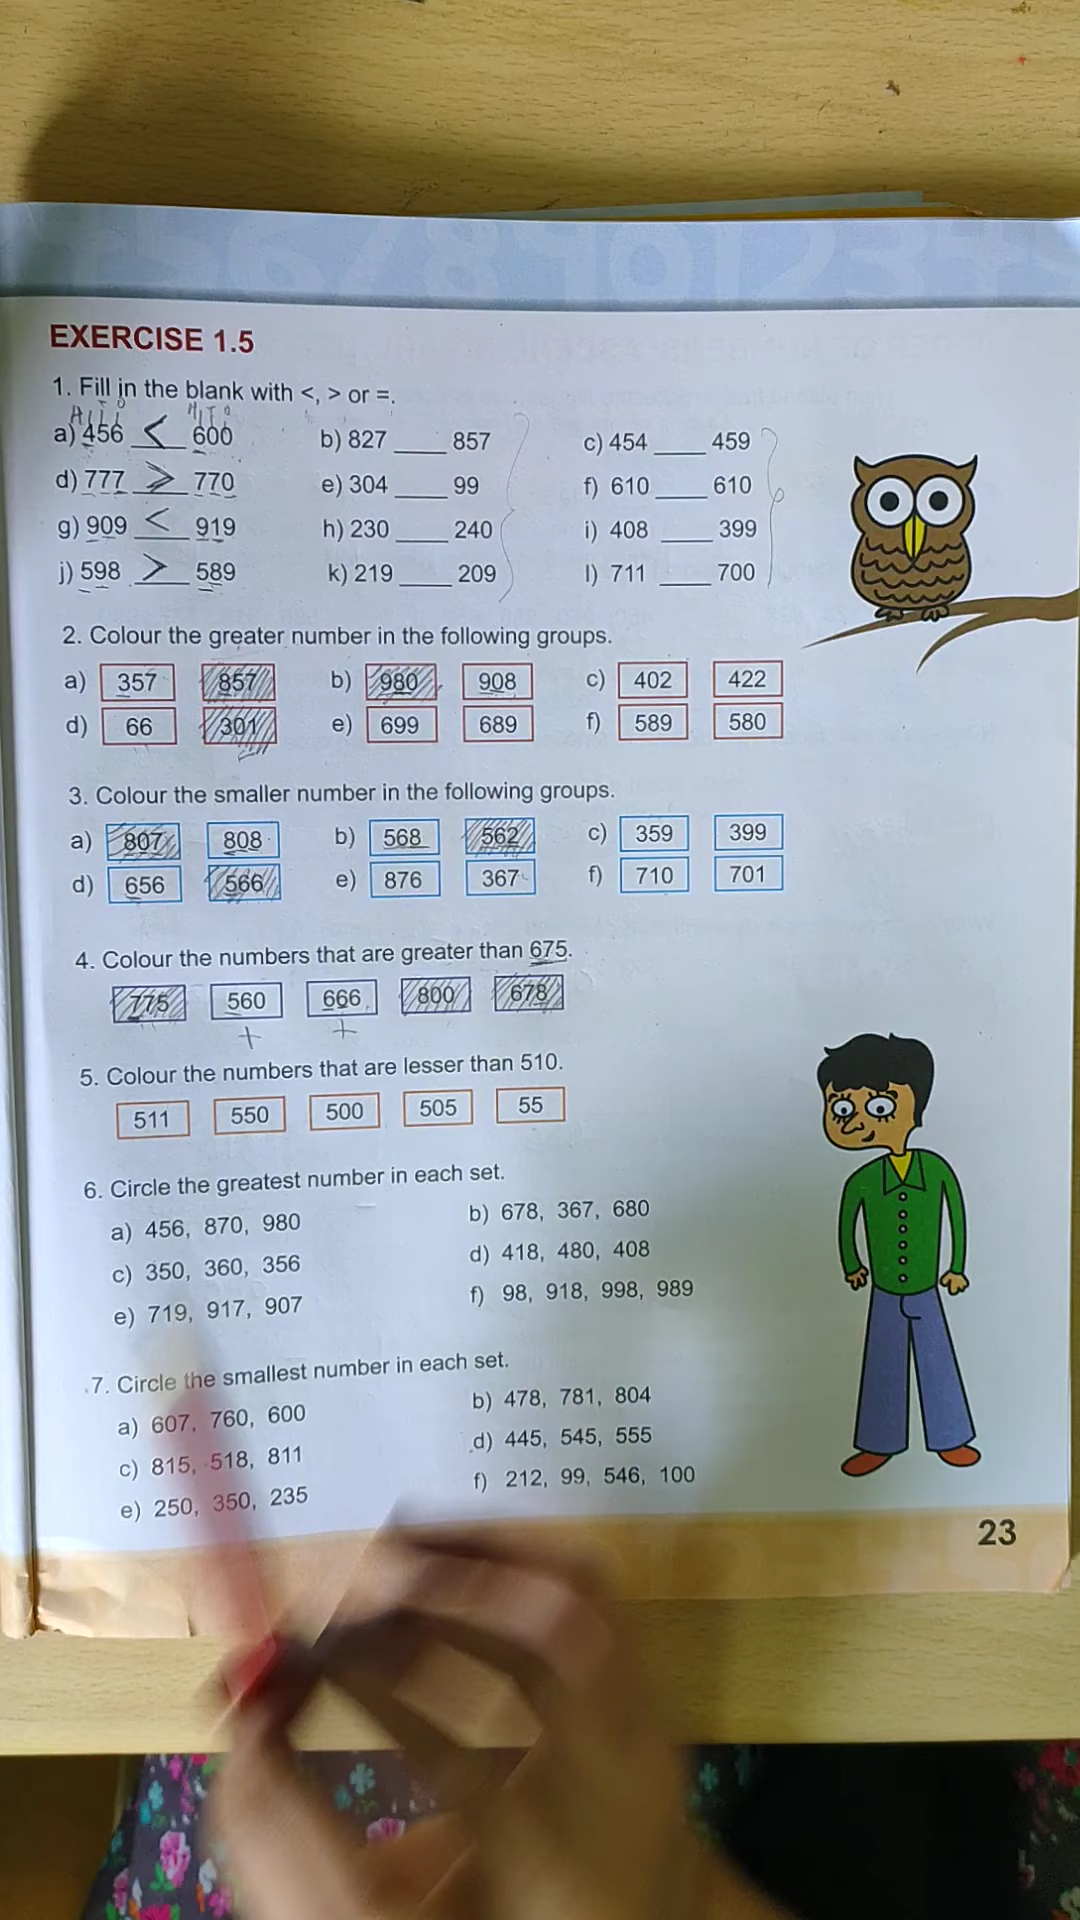 EXERCISE 1.5
1. Fill in the blank with <, > or =.
H T O H T O
a) 456 < 600 b) 827 ____ 857 c) 454 ____ 459
d) 777 > 770 e) 304 ____ 99 f) 610 ____ 610
g) 909 < 919 h) 230 ____ 240 i) 408 ____ 399
j) 598 > 589 k) 219 ____ 209 l) 711 ____ 700
2. Colour the greater number in the following groups.
a) 357 857 b) 980 908 c) 402 422
d) 66 301 e) 699 689 f) 589 580
3. Colour the smaller number in the following groups.
a) 807 808 b) 568 562 c) 359 399
d) 656 566 e) 876 367 f) 710 701
4. Colour the numbers that are greater than 675.
775 560 666 800 678
5. Colour the numbers that are lesser than 510.
511 550 500 505 55
6. Circle the greatest number in each set.
a) 456, 870, 980 b) 678, 367, 680
c) 350, 360, 356 d) 418, 480, 408
e) 719, 917, 907 f) 98, 918, 998, 989
7. Circle the smallest number in each set.
a) 607, 760, 600 b) 478, 781, 804
c) 815, 518, 811 d) 445, 545, 555
e) 250, 350, 235 f) 212, 99, 546, 100
23